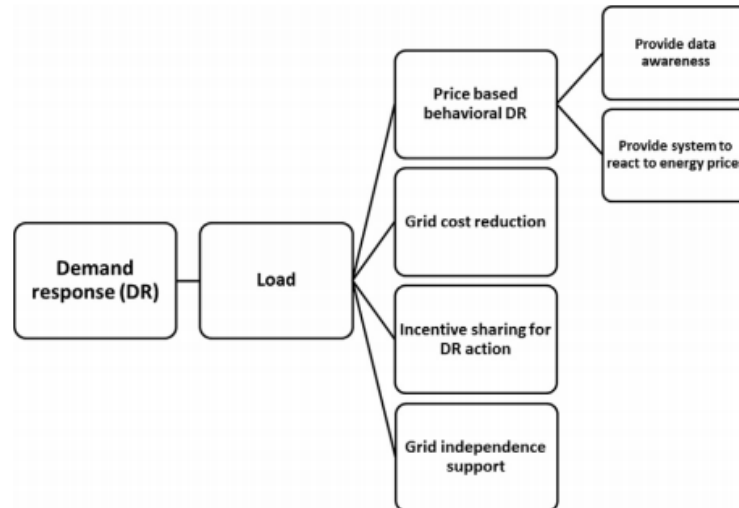 Provide data
awareness
Price based
behavioral DR
Provide system to
react to energy price
Grid cost reduction
Demand
response (DR)
Load
Incentive sharing for
DR action
Grid independence
support